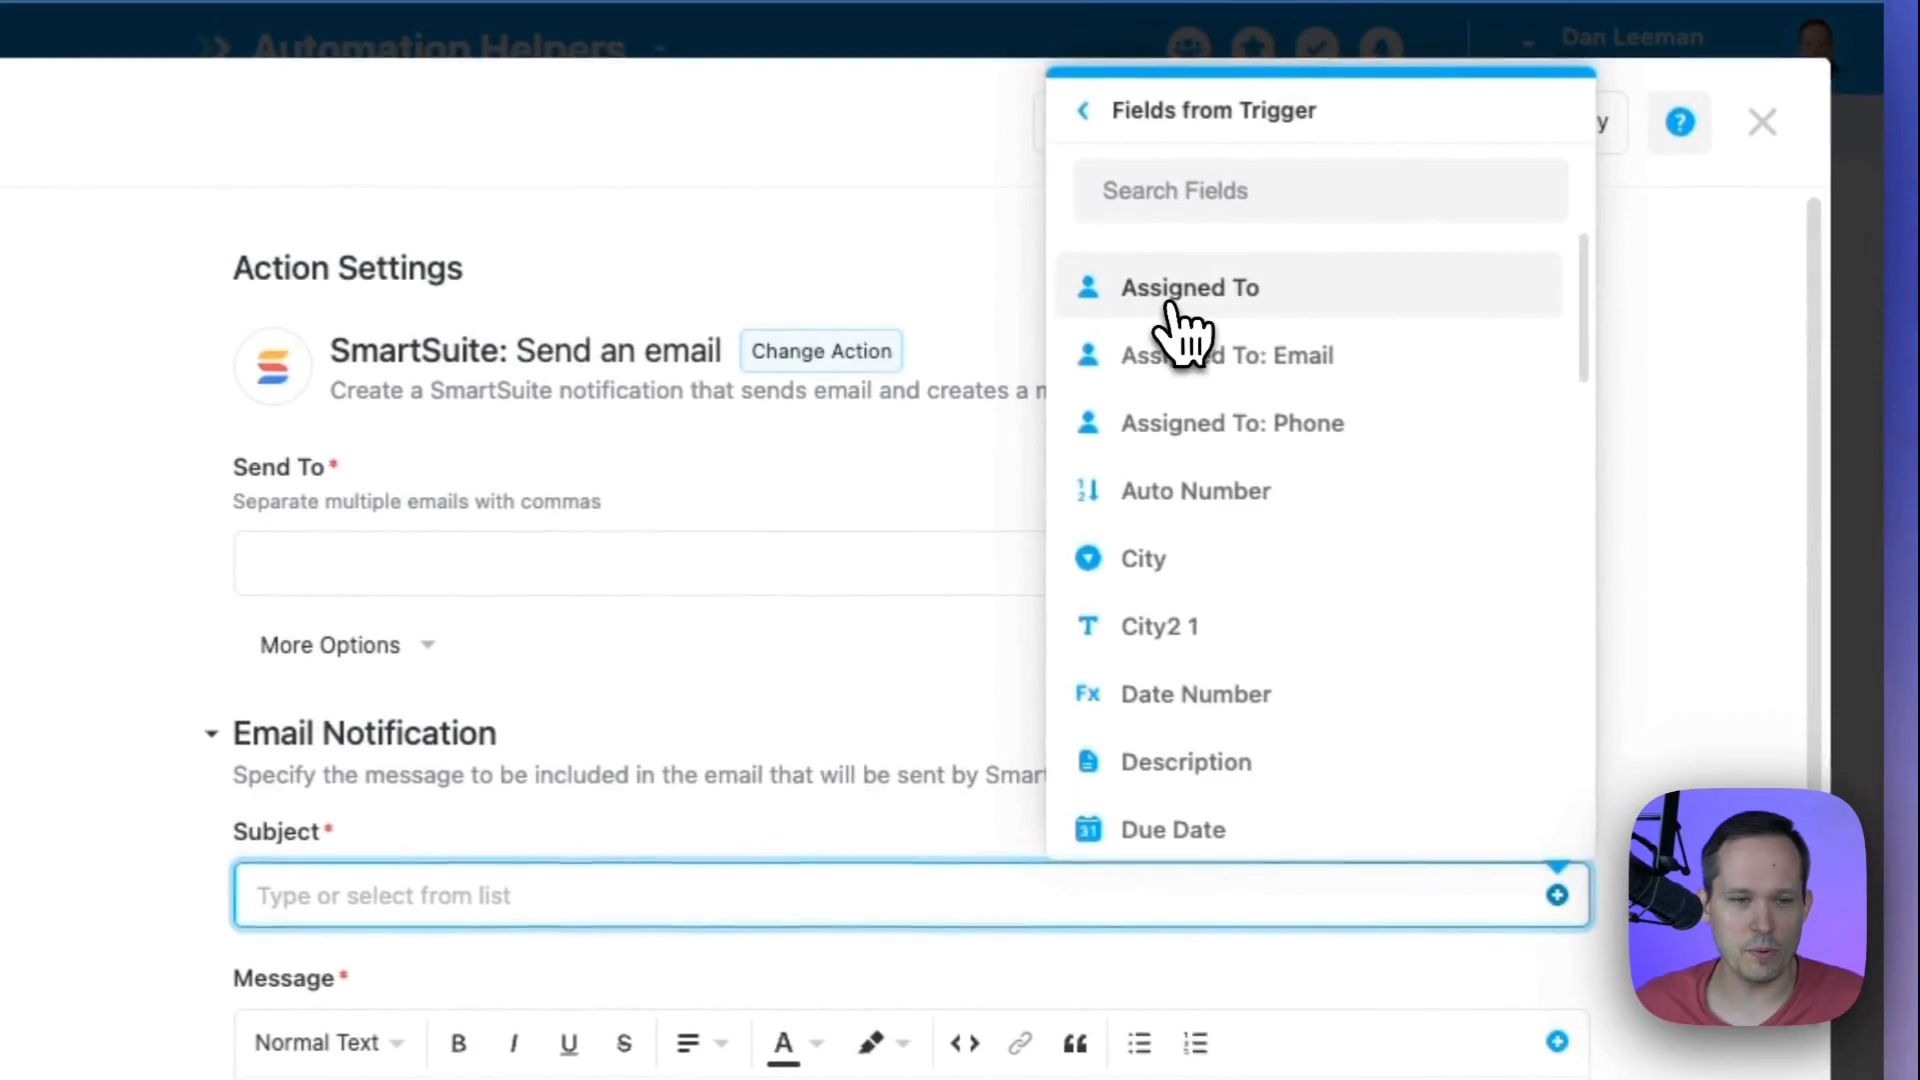 Automation Helpers
Dan Leeman
Fields from Trigger
y
?
Search Fields
Action Settings
Assigned To
SmartSuite: Send an email
Change Action
Create a SmartSuite notification that sends email and creates a n
Assigned To: Email
Assigned To: Phone
Send To*
Separate multiple emails with commas
Auto Number
City
City2 1
More Options
Fx Date Number
Email Notification
Specify the message to be included in the email that will be sent by Smar
Description
Subject*
31 Due Date
Type or select from list
Message*
Normal Text
B I U S A